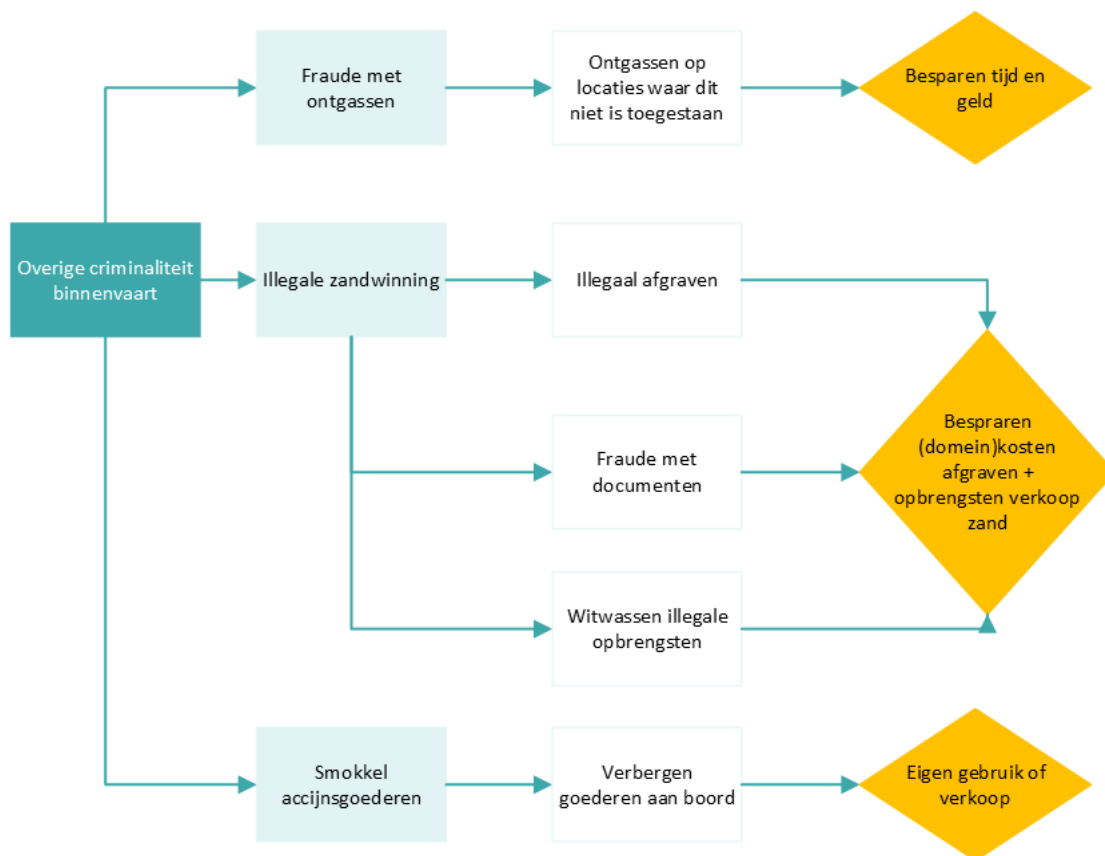 Fraude met
ontgassen
Ontgassen op
locaties waar dit
niet is toegestaan
Besparen tijd en
geld
Overige criminaliteit
binnenvaart
Illegale zandwinning
Illegaal afgraven
Fraude met
documenten
Bespraren
(domein)kosten
afgraven +
opbrengsten verkoop
zand
Witwassen illegale
opbrengsten
Smokkel
accijnsgoederen
Verbergen
goederen aan boord
Eigen gebruik of
verkoop